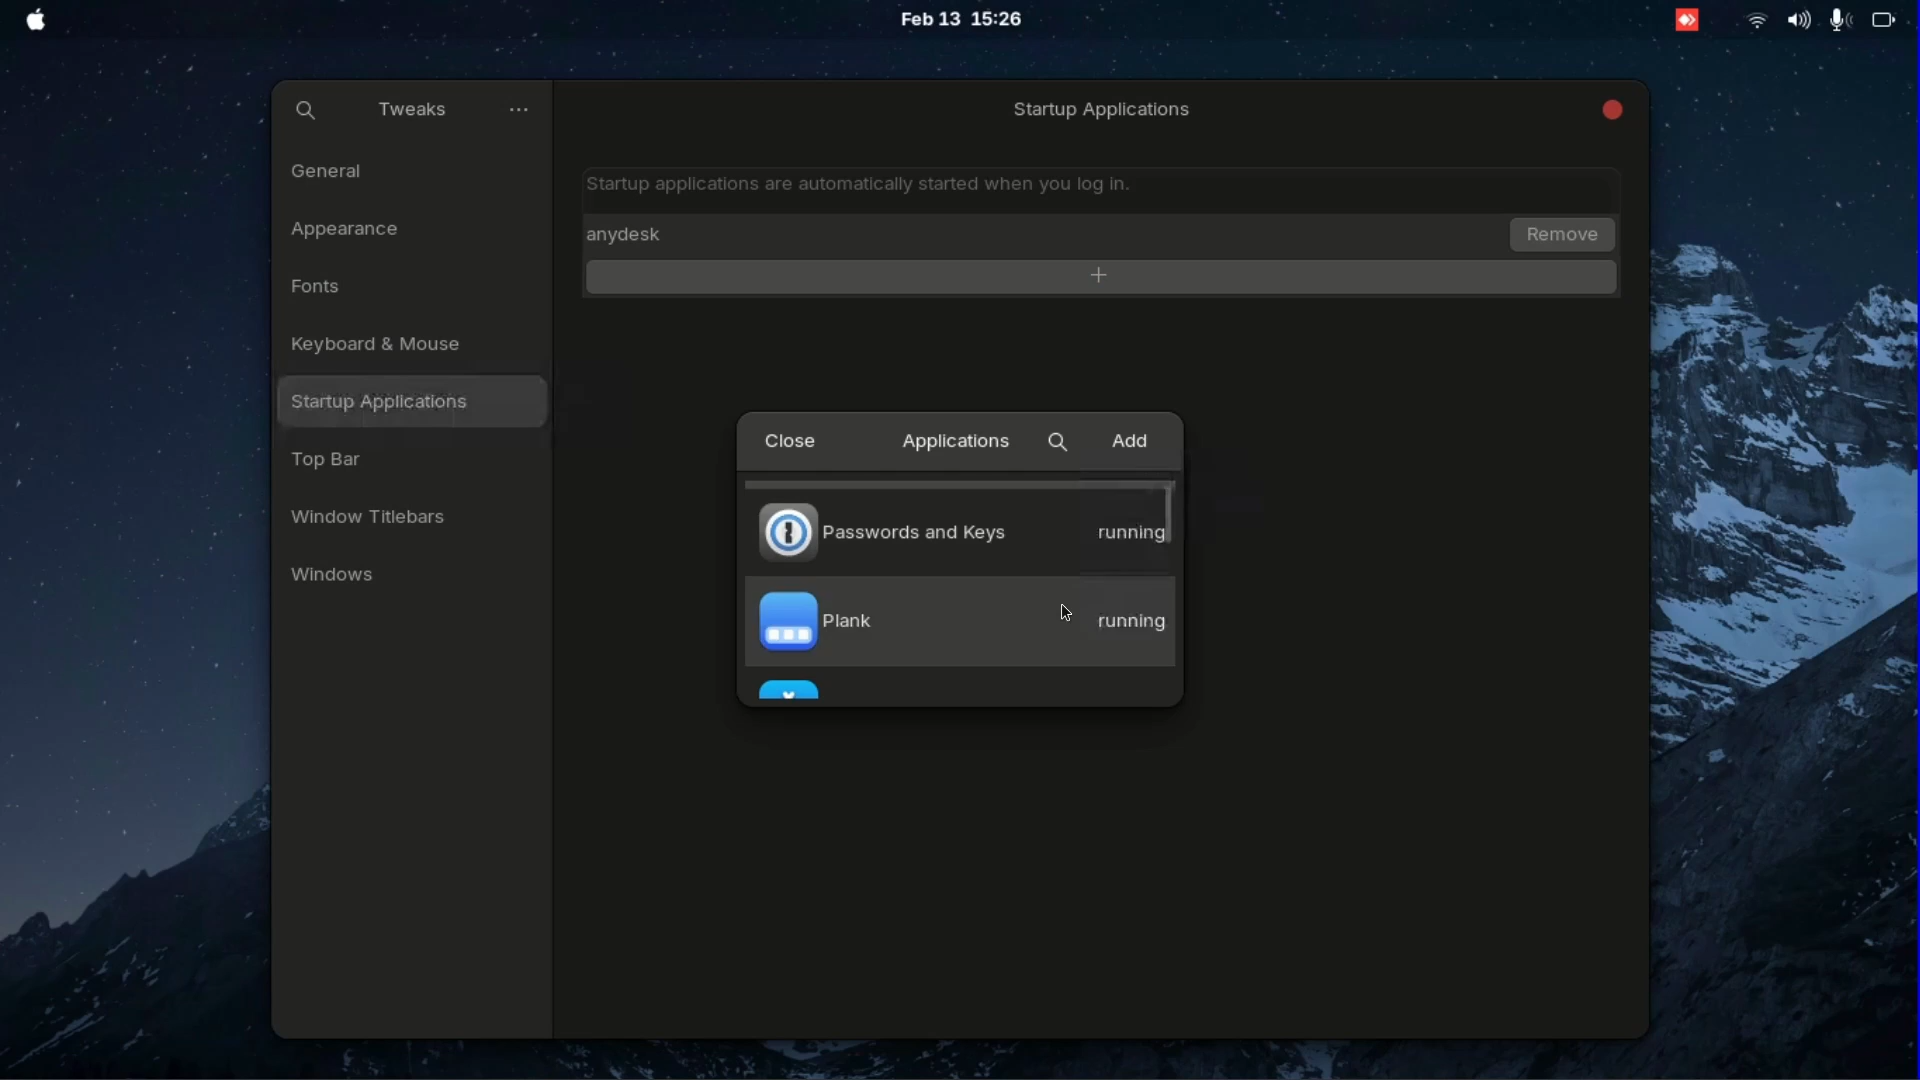 Feb 13 15:26
Tweaks
Startup Applications
General
Appearance
Fonts
Keyboard & Mouse
Startup Applications
Top Bar
Window Titlebars
Windows
Startup applications are automatically started when you log in.
anydesk
Remove
Close
Applications
Add
Passwords and Keys
running
Plank
running